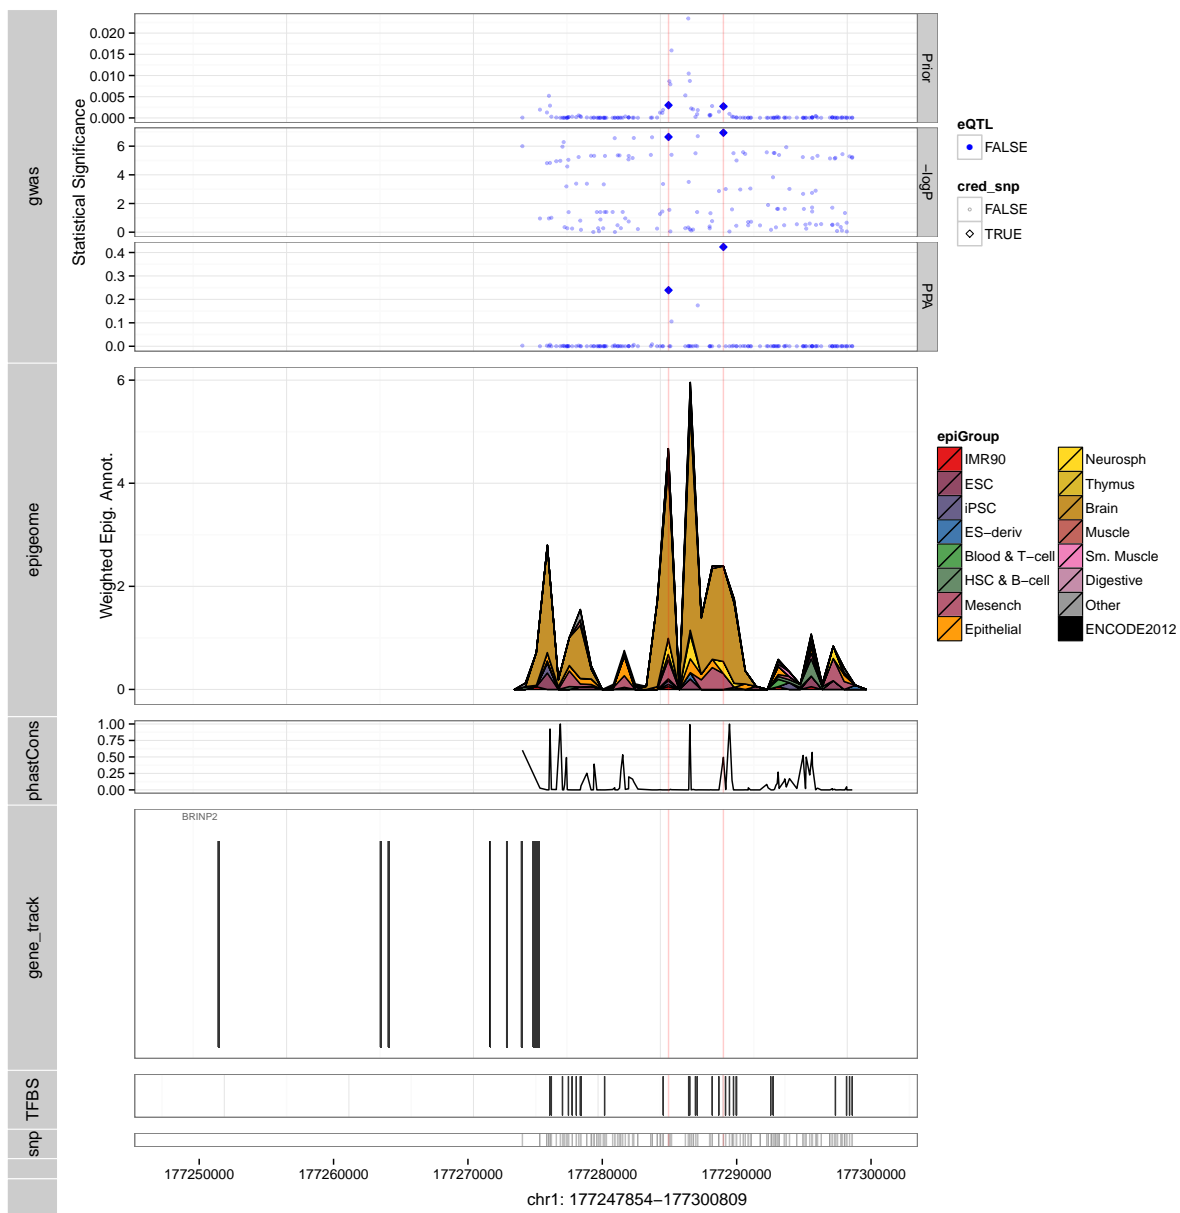 gwas
Statistical Significance
0.020
0.015
0.010
0.005
0.000
Prior
6
4
2
0
−logP
0.4
0.3
0.2
0.1
0.0
PPA
eQTL
FALSE
cred_snp
FALSE
TRUE
epigeome
Weighted Epig. Annot.
6
4
2
0
epiGroup
IMR90
ESC
iPSC
ES−deriv
Blood & T−cell
HSC & B−cell
Mesench
Epithelial
Neurosph
Thymus
Brain
Muscle
Sm. Muscle
Digestive
Other
ENCODE2012
phastCons
1.00
0.75
0.50
0.25
0.00
gene_track
BRINP2
TFBS
snp
177250000 177260000 177270000 177280000 177290000 177300000
chr1: 177247854−177300809